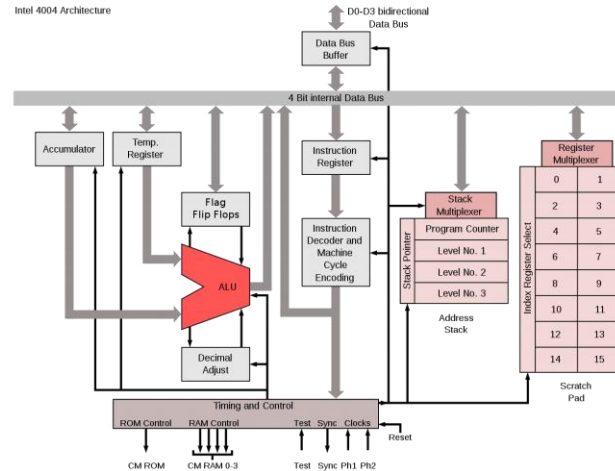 Intel 4004 Architecture
D0-D3 bidirectional
Data Bus
Data Bus
Buffer
4 Bit internal Data Bus
Accumulator
Temp.
Register
Flag
Flip Flops
ALU
Decimal
Adjust
Instruction
Register
Instruction
Decoder and
Machine
Cycle
Encoding
Stack
Multiplexer
Stack Pointer
Program Counter
Level No. 1
Level No. 2
Level No. 3
Address
Stack
Register
Multiplexer
Index Register Select
0 1
2 3
4 5
6 7
8 9
10 11
12 13
14 15
Scratch
Pad
Timing and Control
ROM Control RAM Control Test Sync Clocks
Reset
CM ROM CM RAM 0-3 Test Sync Ph1 Ph2